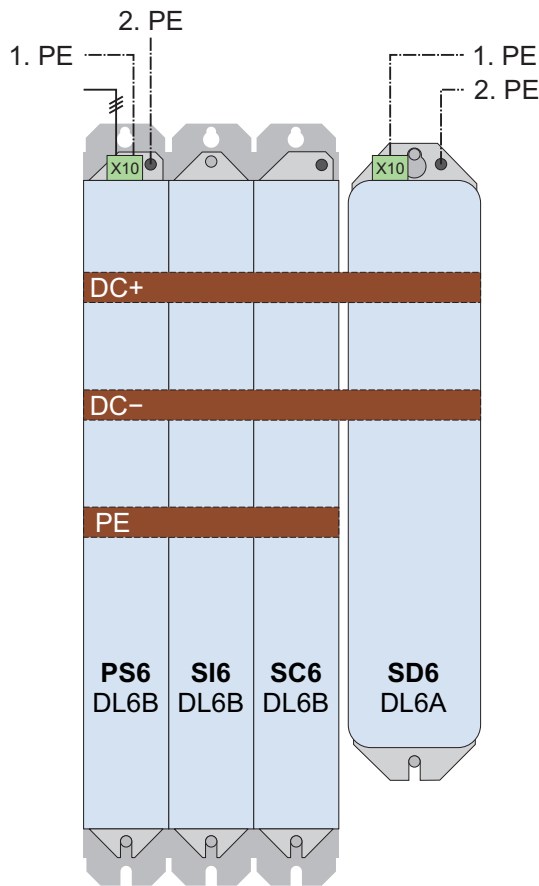 2. PE
1. PE
1. PE
2. PE
X10
X10
DC+
DC−
PE
PS6 SI6 SC6 SD6
DL6B DL6B DL6B DL6A